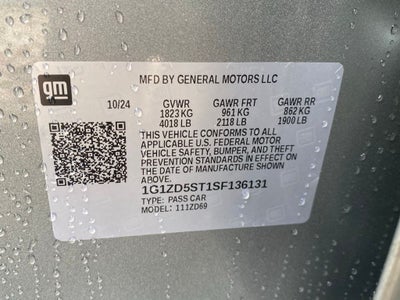 gm
MFD BY GENERAL MOTORS LLC
10/24 GVWR GAWR FRT GAWR RR
1823 KG 961 KG 862 KG
4018 LB 2118 LB 1900 LB
THIS VEHICLE CONFORMS TO ALL
APPLICABLE U.S. FEDERAL MOTOR
VEHICLE SAFETY, BUMPER, AND THEFT
PREVENTION STANDARDS IN EFFECT ON
THE DATE OF MANUFACTURE SHOWN
ABOVE.
1G1ZD5ST1SF136131
TYPE: PASS CAR
MODEL: 111ZD69